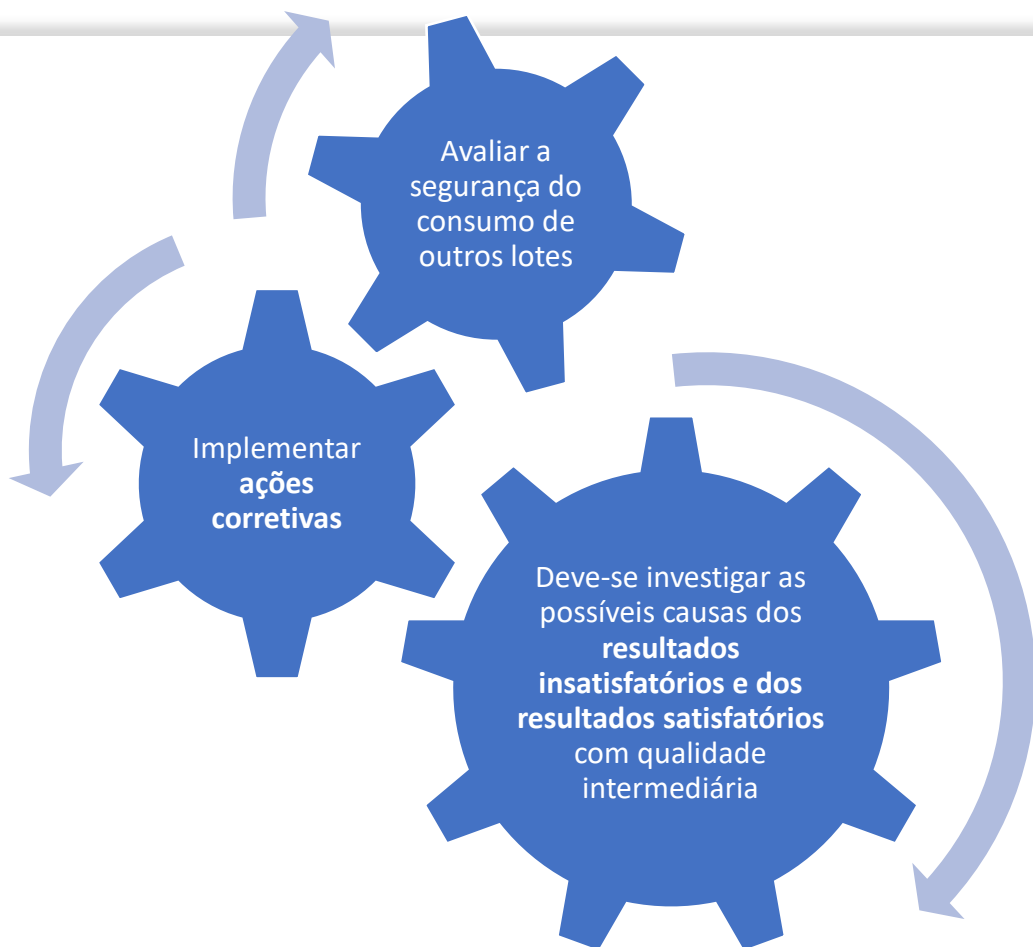 Avaliar a
segurança do
consumo de
outros lotes
Implementar
ações
corretivas
Deve-se investigar as
possíveis causas dos
resultados
insatisfatórios e dos
resultados satisfatórios
com qualidade
intermediária